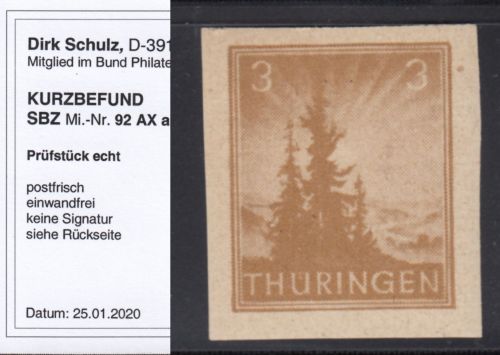 Dirk Schulz, D-391
Mitglied im Bund Philate
KURZBEFUND
SBZ Mi.-Nr. 92 AX a
Prüfstück echt
postfrisch
einwandfrei
keine Signatur
siehe Rückseite
Datum: 25.01.2020
3 3
THÜRINGEN